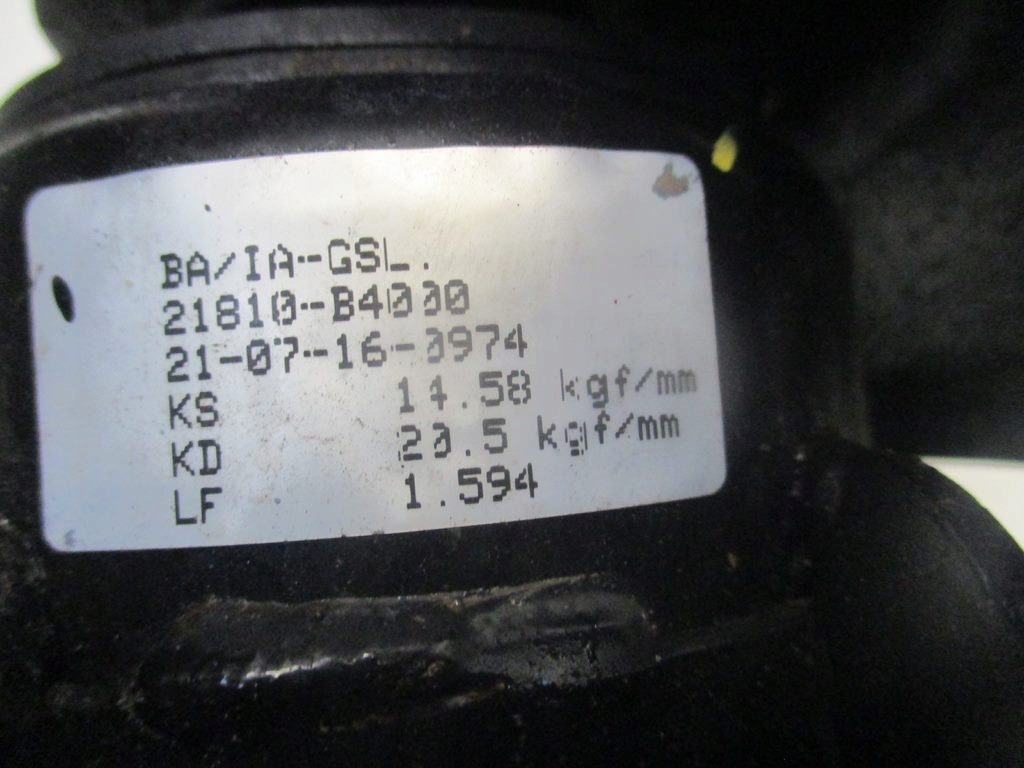 BA/IA-GSL.
21810-B4000
21-07-16-0974
KS 14.58 kgf/mm
KD 20.5 kgf/mm
LF 1.594